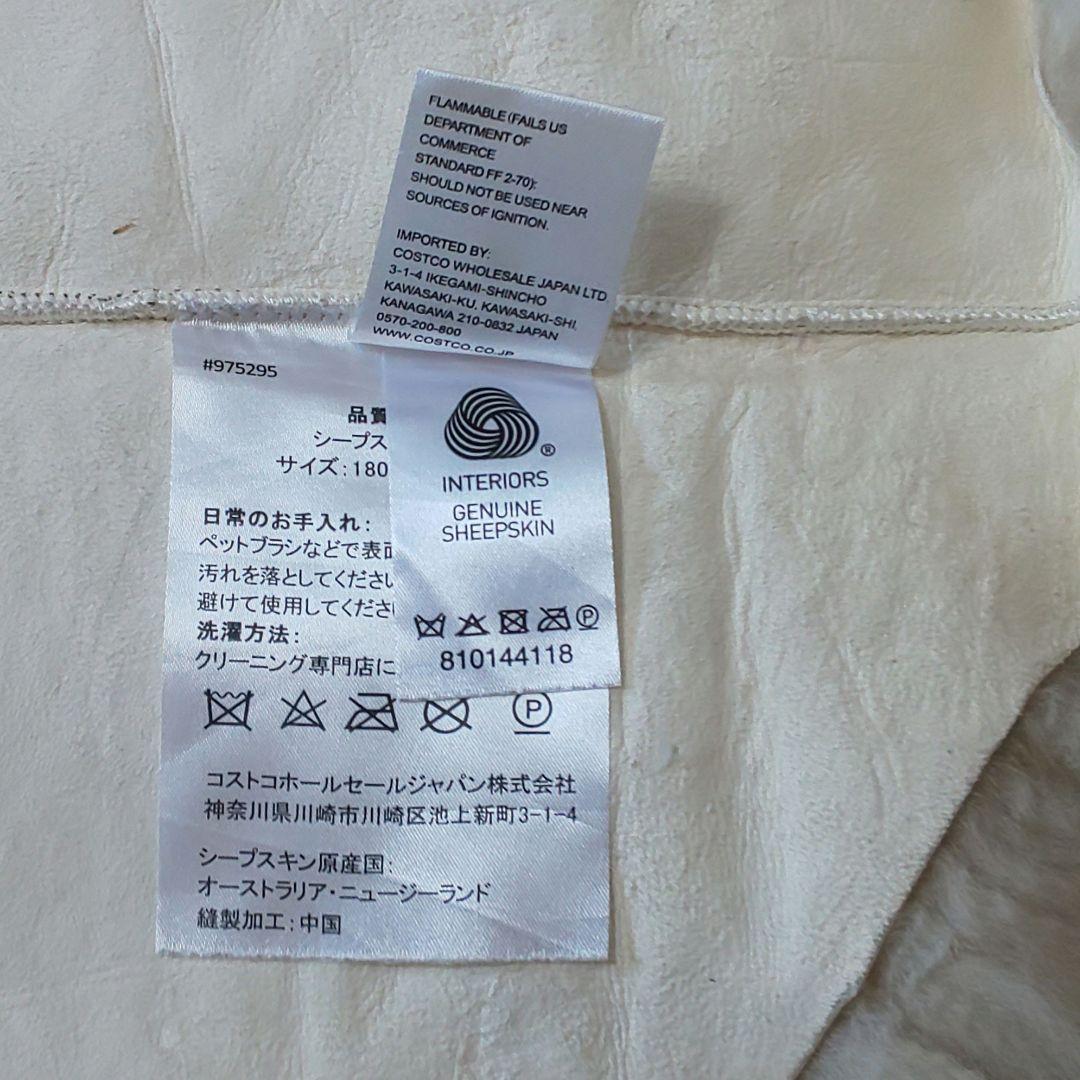 FLAMMABLE (FAILS US
DEPARTMENT OF
COMMERCE
STANDARD FF 2-70):
SHOULD NOT BE USED NEAR
SOURCES OF IGNITION.
IMPORTED BY:
COSTCO WHOLESALE JAPAN LTD.
3-1-4 IKEGAMI-SHINCHO
KAWASAKI-KU, KAWASAKI-SHI,
KANAGAWA 210-0832 JAPAN
0570-200-800
WWW.COSTCO.CO.JP
®
INTERIORS
GENUINE
SHEEPSKIN
P
810144118
#975295
品質
シープス
サイズ:180
日常のお手入れ:
ペットブラシなどで表面
汚れを落としてください
避けて使用してくださ
洗濯方法:
クリーニング専門店に
P
コストコホールセールジャパン株式会社
神奈川県川崎市川崎区池上新町3-1-4
シープスキン原産国:
オーストラリア・ニュージーランド
縫製加工:中国